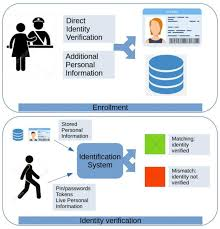 Direct
Identity
Verification
Additional
Personal
Information
Enrollment
Stored
Personal
Information
Identification
System
Matching:
identity
verified
Mismatch:
identity not
verified
Pin/passwords
Tokens
Live Personal
Information
Identity verification